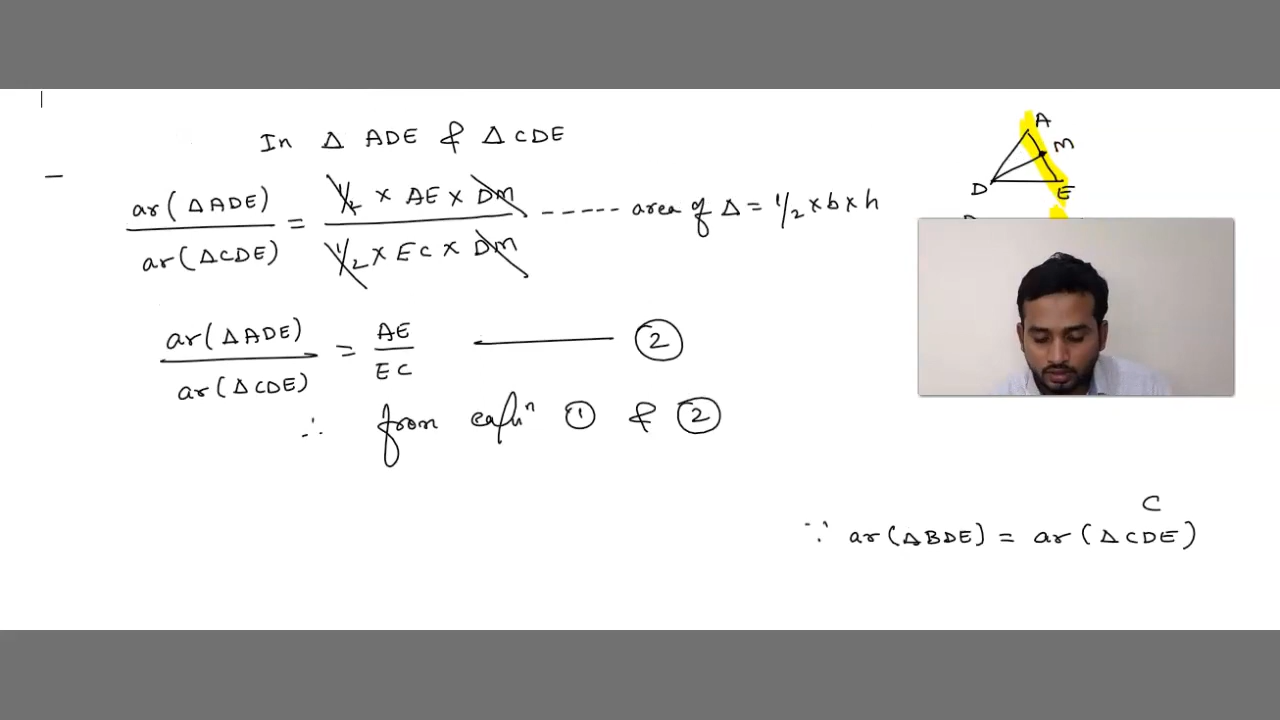 In Δ ADE & Δ CDE
ar(ΔADE) / ar(ΔCDE) = 1/2 × AE × DM / 1/2 × EC × DM ----- area of Δ = 1/2 × b × h
ar(ΔADE) / ar(ΔCDE) = AE / EC —— ②
∴ from eqn ① & ②
∵ ar(ΔBDE) = ar(ΔCDE)
A
M
D
E
C